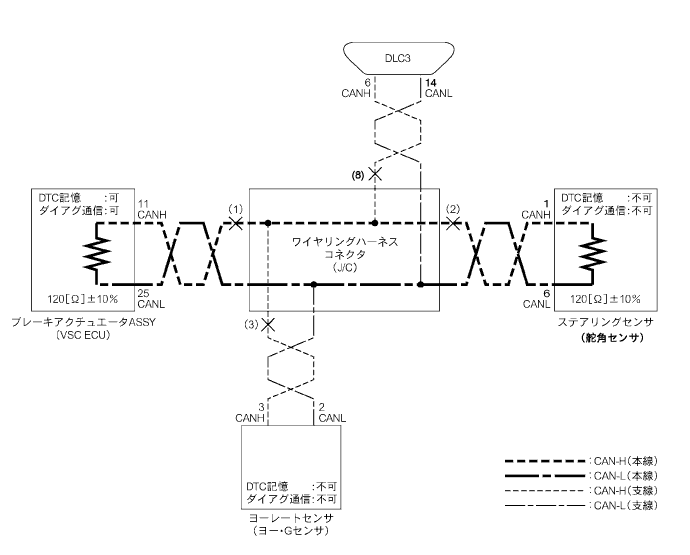 DLC3
6
CANH
14
CANL
(8)
DTC記憶 :可
ダイアグ通信:可
11
CANH
(1)
(2)
1
CANH
DTC記憶 :不可
ダイアグ通信:不可
ワイヤリングハーネス
コネクタ
(J/C)
120[Ω]±10%
25
CANL
6
CANL
120[Ω]±10%
ブレーキアクチュエータASSY
(VSC ECU)
ステアリングセンサ
(舵角センサ)
(3)
3
CANH
2
CANL
DTC記憶 :不可
ダイアグ通信:不可
ヨーレートセンサ
(ヨー・Gセンサ)
:CAN-H(本線)
:CAN-L(本線)
:CAN-H(支線)
:CAN-L(支線)